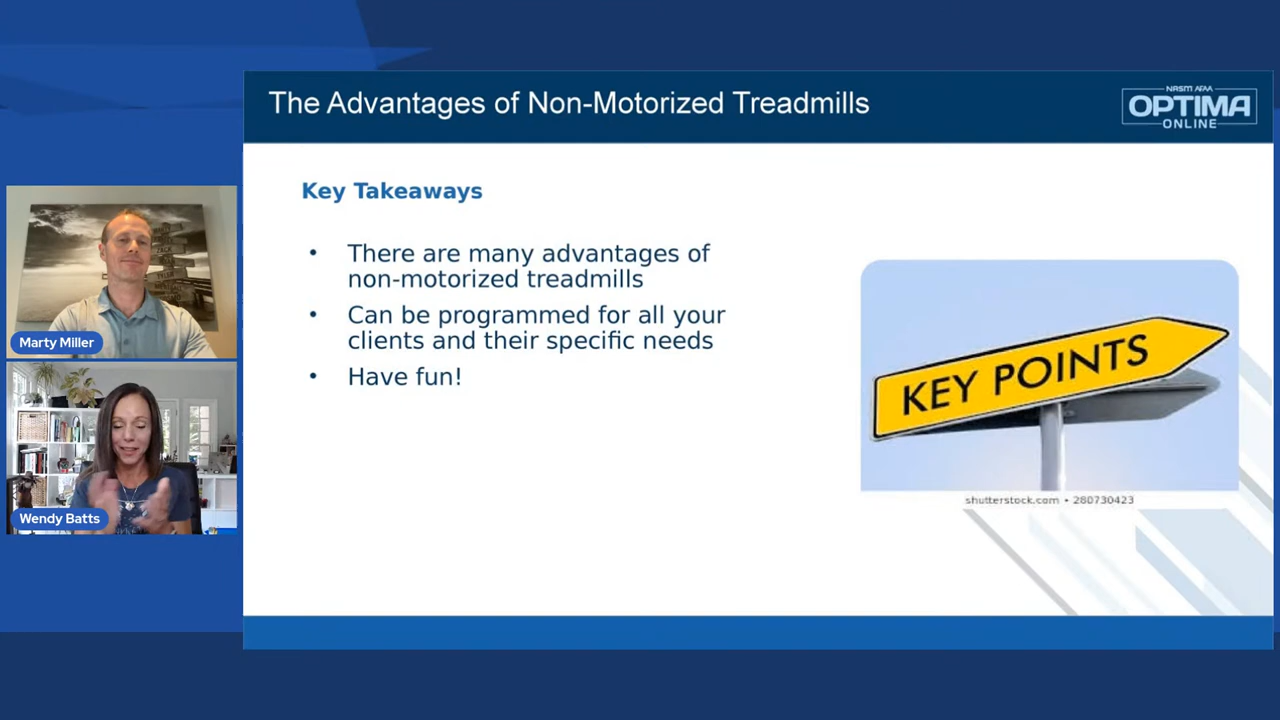 The Advantages of Non-Motorized Treadmills
NASM AFAA
OPTIMA
ONLINE
Key Takeaways
• There are many advantages of
non-motorized treadmills
• Can be programmed for all your
clients and their specific needs
• Have fun!
KEY POINTS
shutterstock.com • 280730423
Marty Miller
Wendy Batts